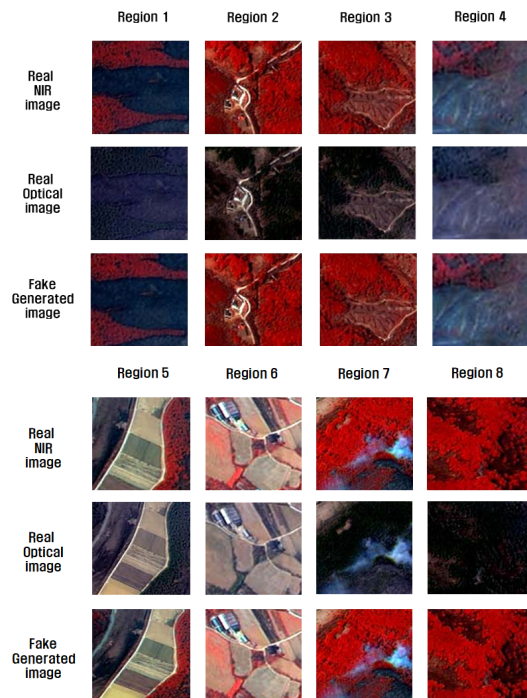 Region 1 Region 2 Region 3 Region 4
Real
NIR
image
Real
Optical
image
Fake
Generated
image
Region 5 Region 6 Region 7 Region 8
Real
NIR
image
Real
Optical
image
Fake
Generated
image